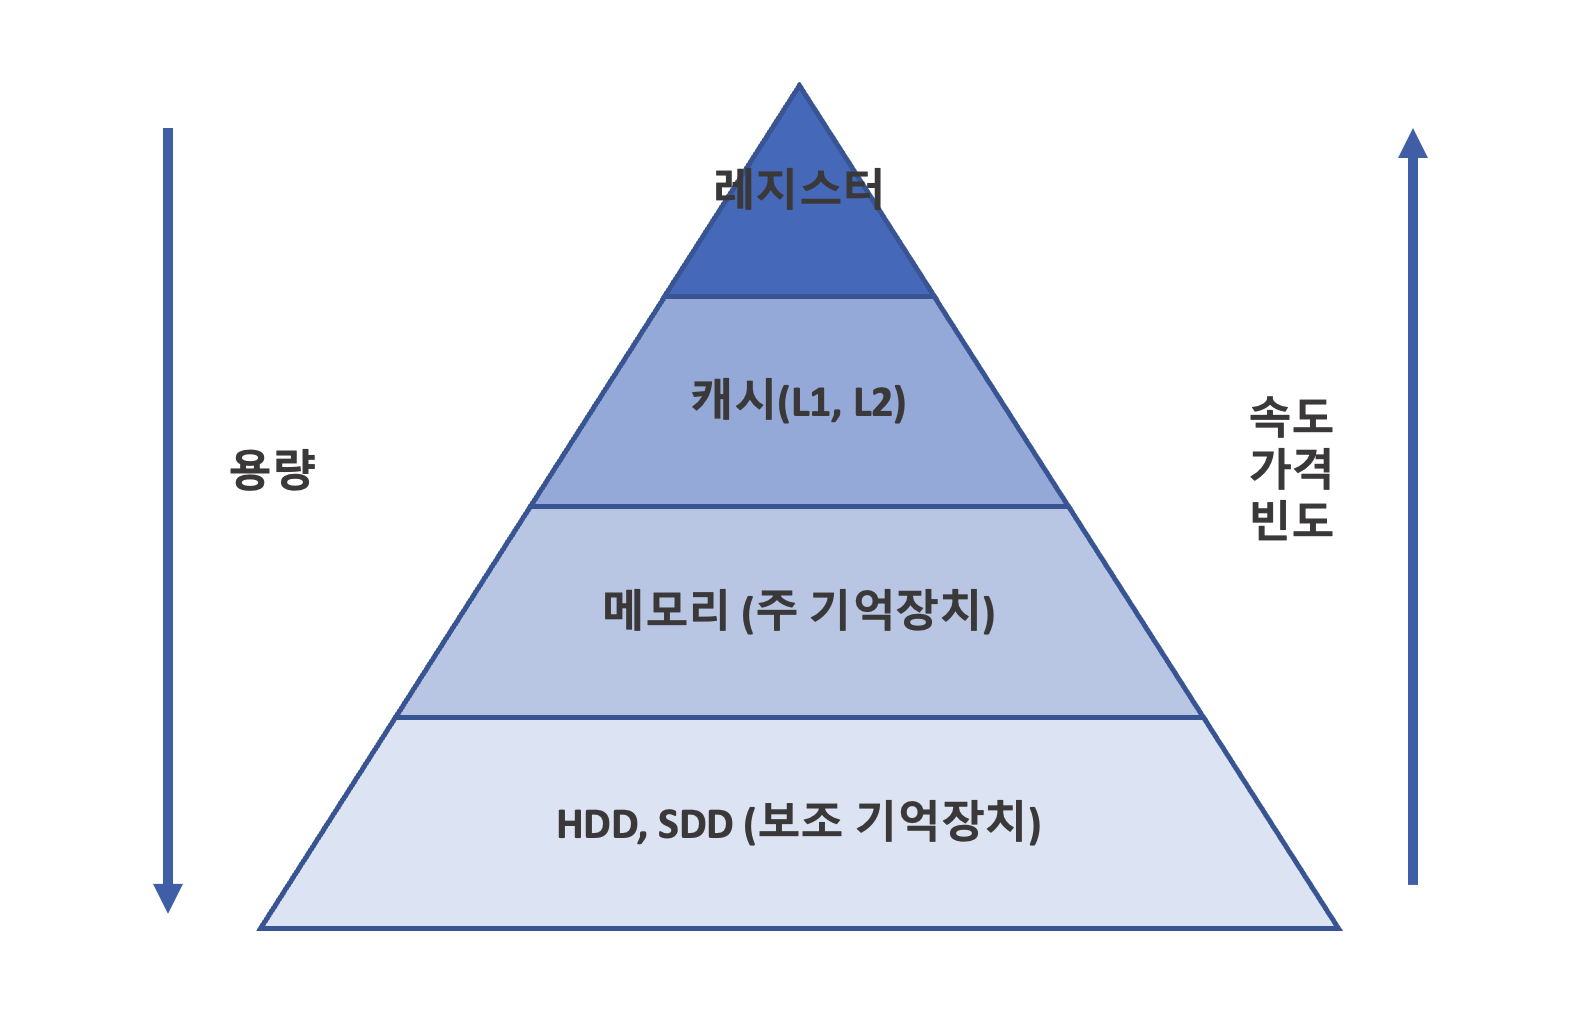 레지스터
캐시(L1, L2)
용량
속도
가격
빈도
메모리 (주 기억장치)
HDD, SDD (보조 기억장치)